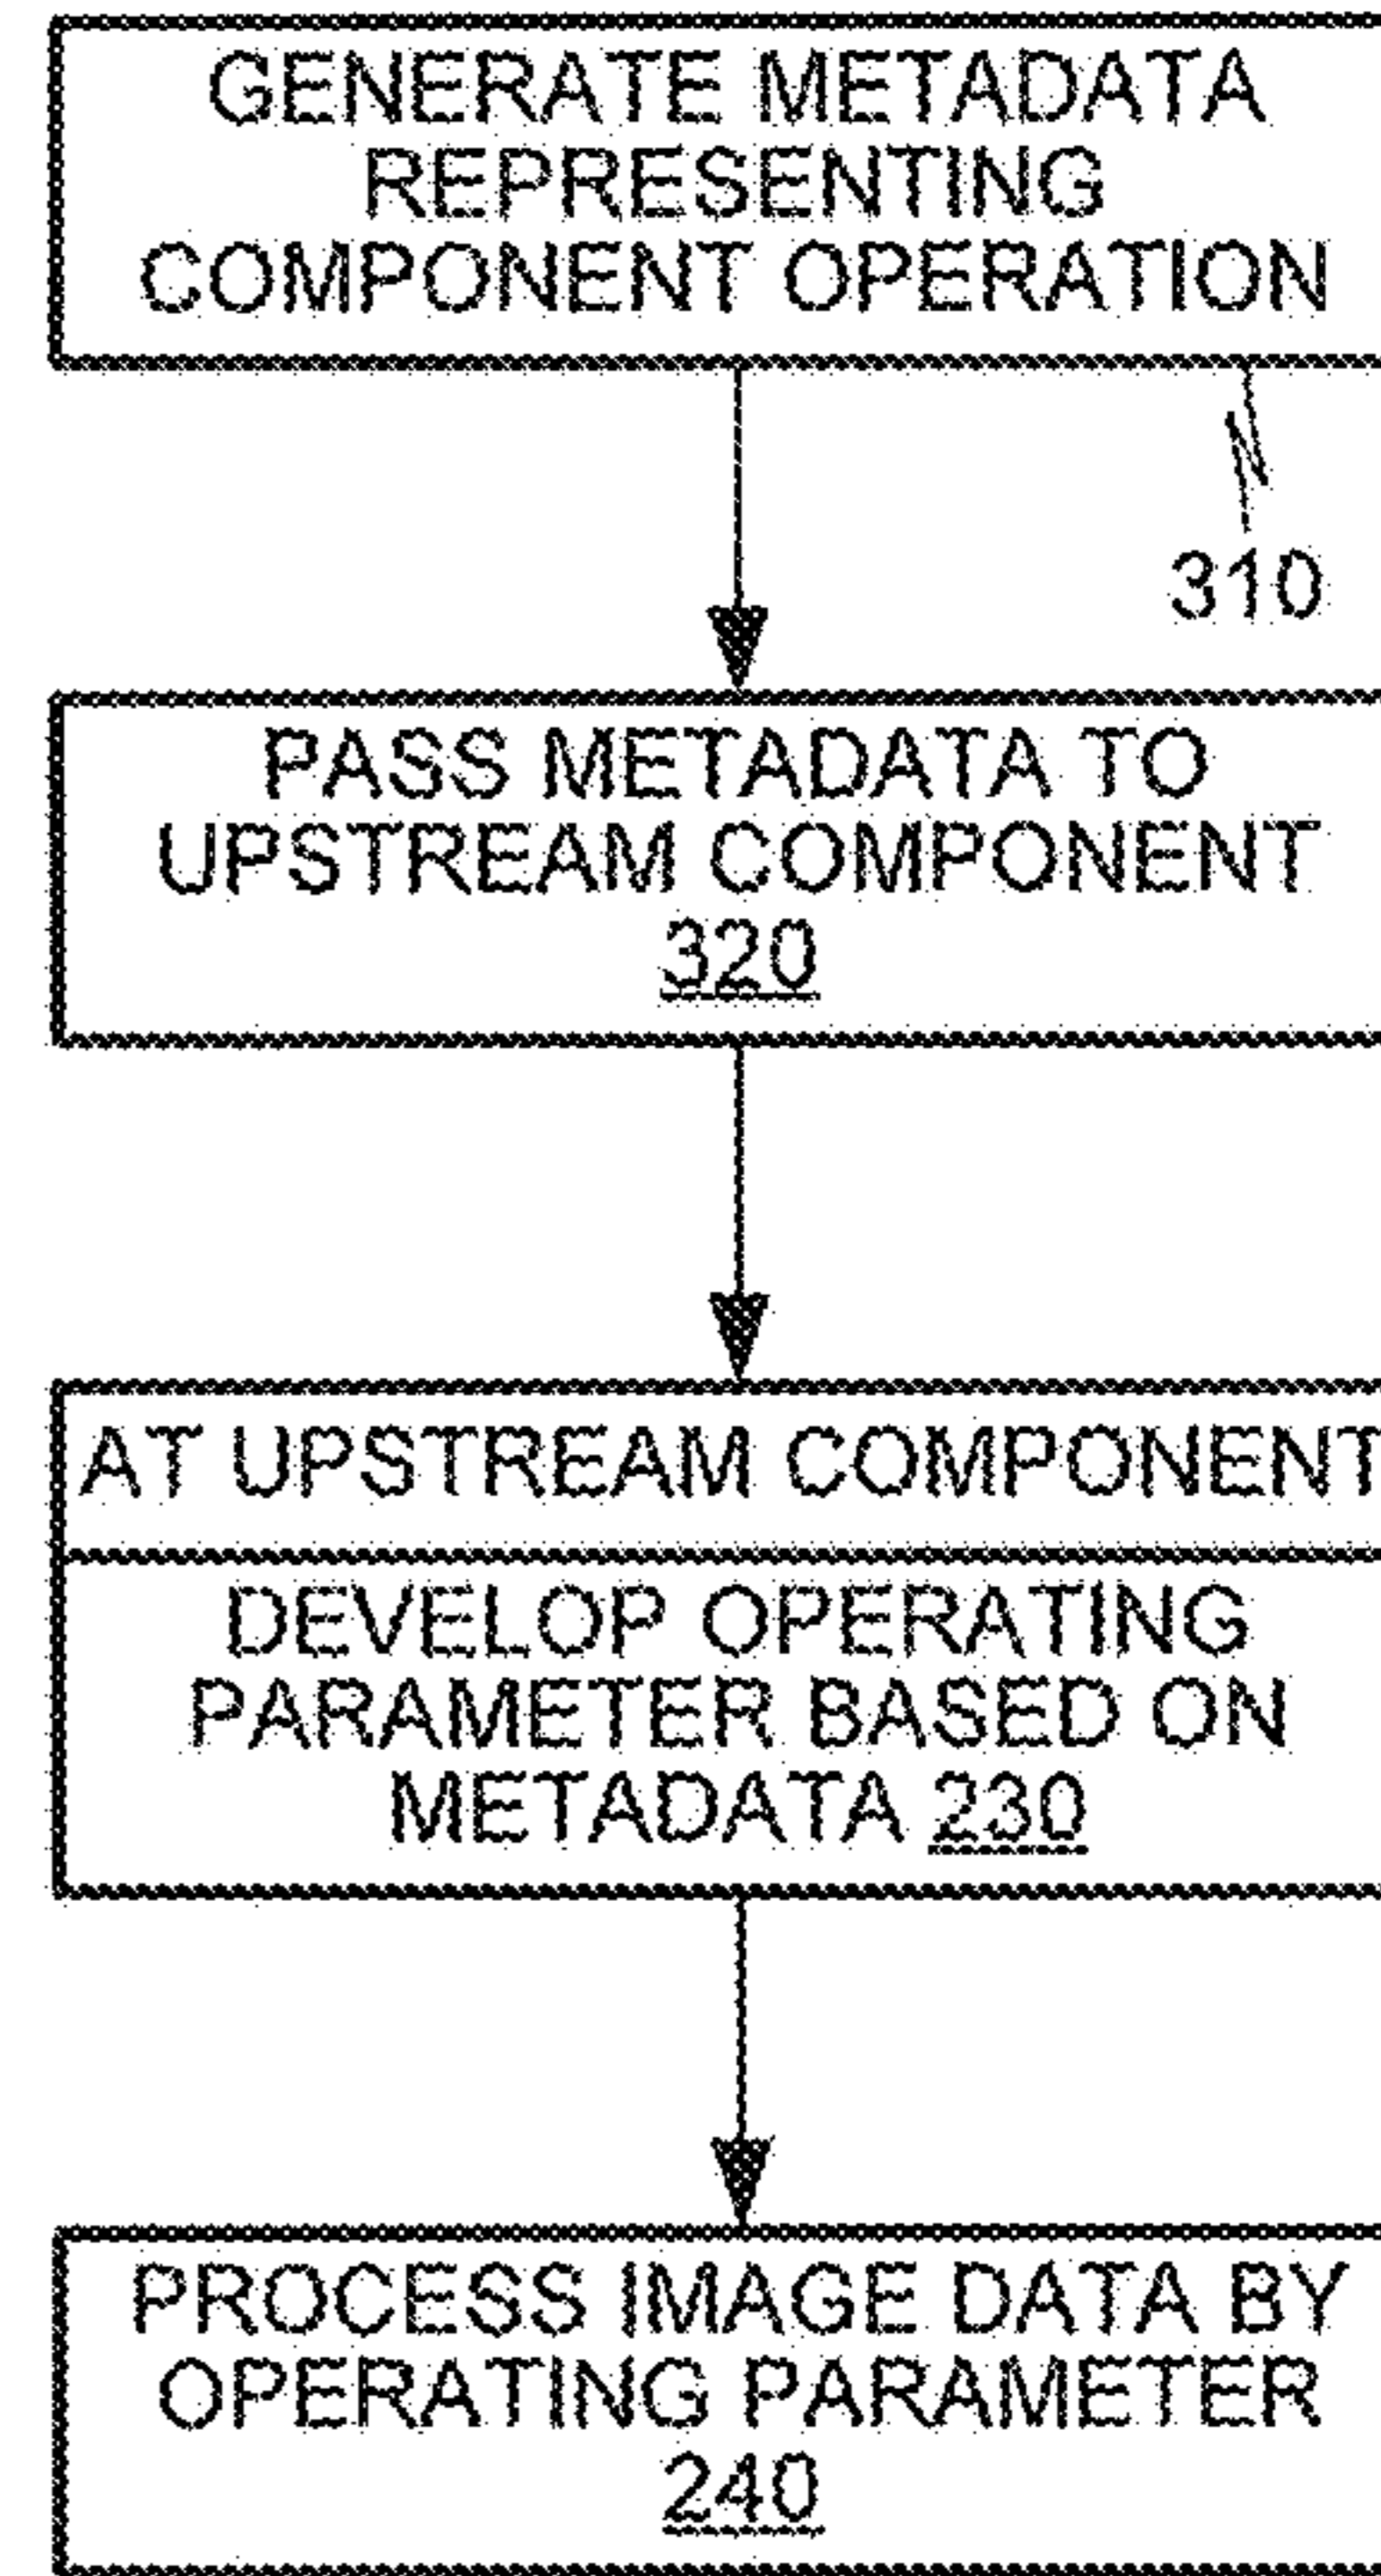 GENERATE METADATA
REPRESENTING
COMPONENT OPERATION
310
PASS METADATA TO
UPSTREAM COMPONENT
320
AT UPSTREAM COMPONENT
DEVELOP OPERATING
PARAMETER BASED ON
METADATA 230
PROCESS IMAGE DATA BY
OPERATING PARAMETER
240